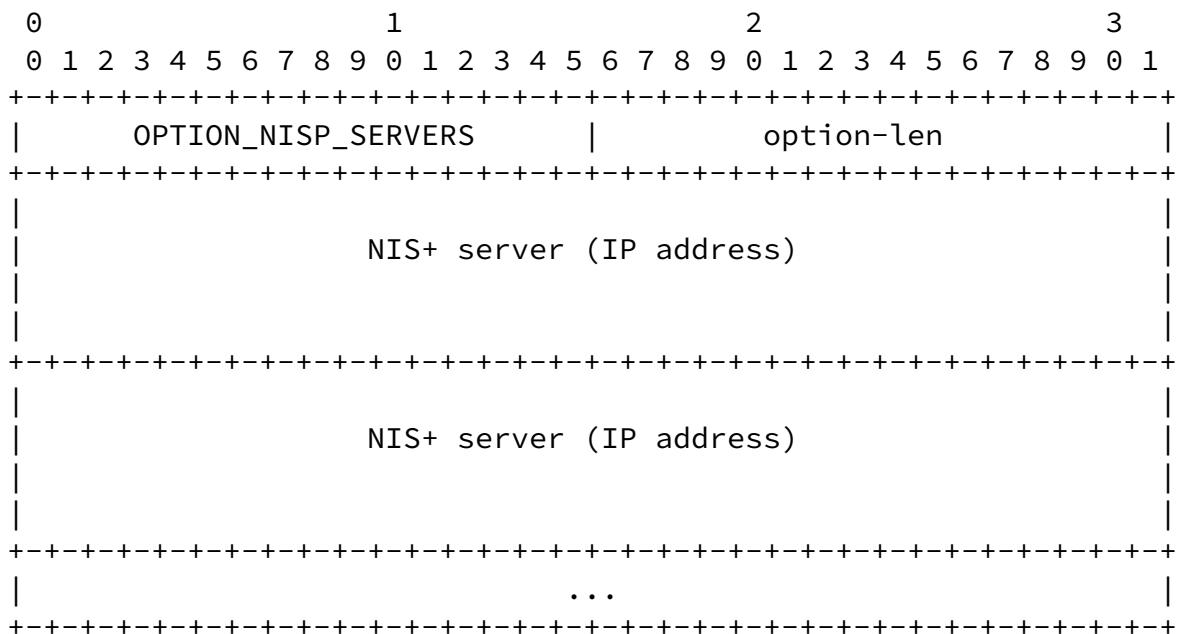 0                   1                   2                   3
 0 1 2 3 4 5 6 7 8 9 0 1 2 3 4 5 6 7 8 9 0 1 2 3 4 5 6 7 8 9 0 1
+-+-+-+-+-+-+-+-+-+-+-+-+-+-+-+-+-+-+-+-+-+-+-+-+-+-+-+-+-+-+-+-+
|      OPTION_NISP_SERVERS      |         option-len            |
+-+-+-+-+-+-+-+-+-+-+-+-+-+-+-+-+-+-+-+-+-+-+-+-+-+-+-+-+-+-+-+-+
|                                                               |
|                   NIS+ server (IP address)                    |
|                                                               |
|                                                               |
+-+-+-+-+-+-+-+-+-+-+-+-+-+-+-+-+-+-+-+-+-+-+-+-+-+-+-+-+-+-+-+-+
|                                                               |
|                   NIS+ server (IP address)                    |
|                                                               |
|                                                               |
+-+-+-+-+-+-+-+-+-+-+-+-+-+-+-+-+-+-+-+-+-+-+-+-+-+-+-+-+-+-+-+-+
|                              ...                              |
+-+-+-+-+-+-+-+-+-+-+-+-+-+-+-+-+-+-+-+-+-+-+-+-+-+-+-+-+-+-+-+-+